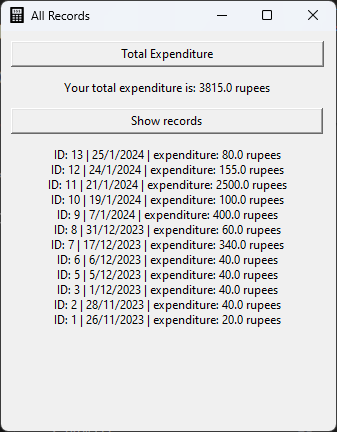 All Records
Total Expenditure
Your total expenditure is: 3815.0 rupees
Show records
ID: 13 | 25/1/2024 | expenditure: 80.0 rupees
ID: 12 | 24/1/2024 | expenditure: 155.0 rupees
ID: 11 | 21/1/2024 | expenditure: 2500.0 rupees
ID: 10 | 19/1/2024 | expenditure: 100.0 rupees
ID: 9 | 7/1/2024 | expenditure: 400.0 rupees
ID: 8 | 31/12/2023 | expenditure: 60.0 rupees
ID: 7 | 17/12/2023 | expenditure: 340.0 rupees
ID: 6 | 6/12/2023 | expenditure: 40.0 rupees
ID: 5 | 5/12/2023 | expenditure: 40.0 rupees
ID: 3 | 1/12/2023 | expenditure: 40.0 rupees
ID: 2 | 28/11/2023 | expenditure: 40.0 rupees
ID: 1 | 26/11/2023 | expenditure: 20.0 rupees